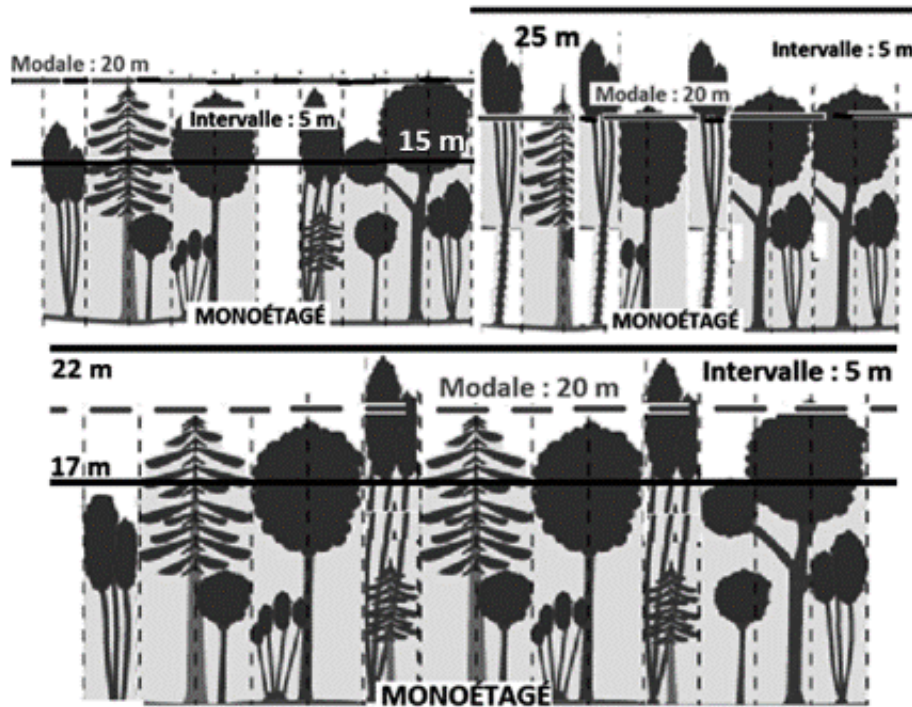 Modale : 20 m
Intervalle : 5 m
15 m
MONOÉTAGÉ
25 m
Intervalle : 5 m
Modale : 20 m
MONOÉTAGÉ
22 m
Modale : 20 m
Intervalle : 5 m
17 m
MONOÉTAGÉ